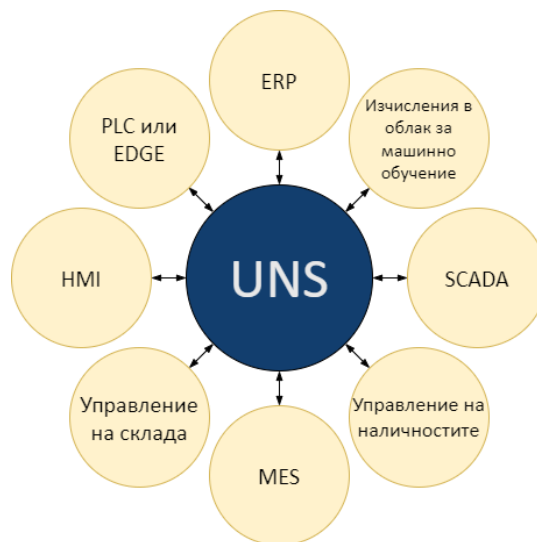 ERP
PLC или
EDGE
Изчисления в
облак за
машинно
обучение
HMI
UNS
SCADA
Управление
на склада
Управление на
наличностите
MES